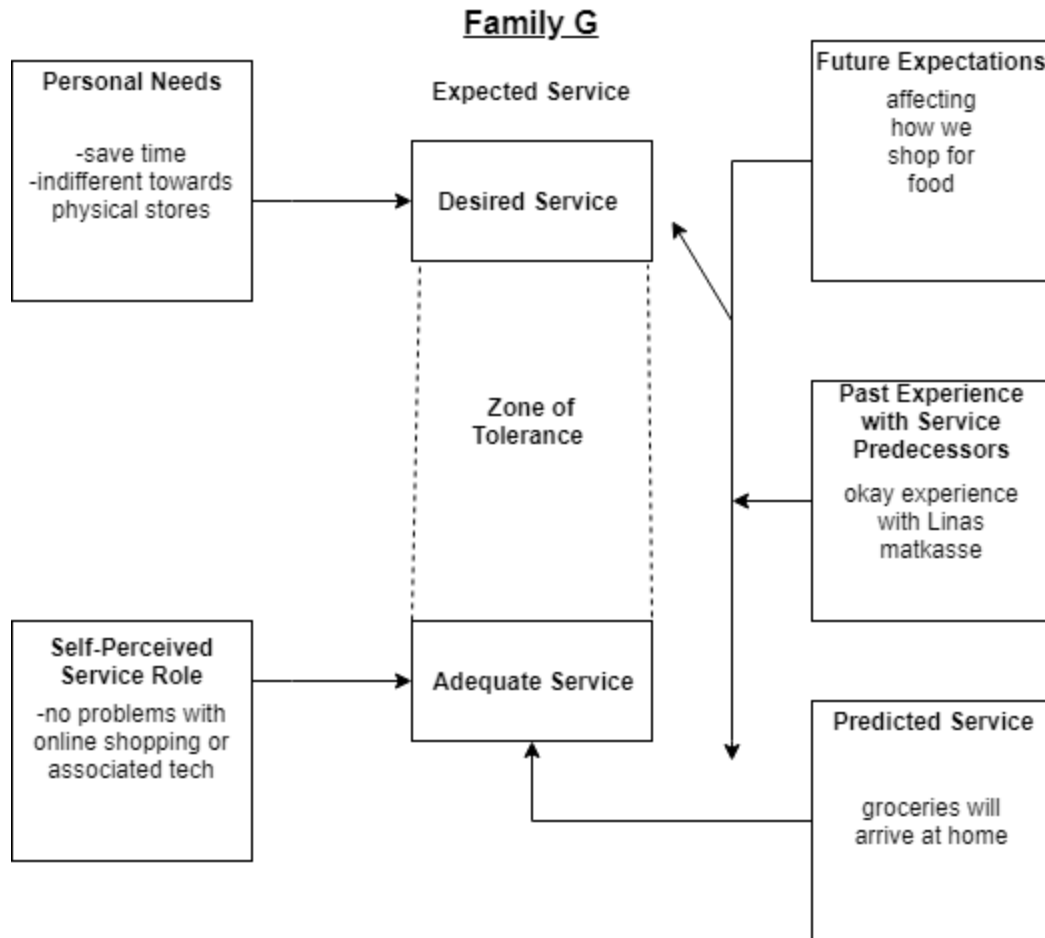 Family G
Personal Needs
-save time
-indifferent towards
physical stores
Expected Service
Desired Service
Future Expectations
affecting
how we
shop for
food
Zone of
Tolerance
Past Experience
with Service
Predecessors
okay experience
with Linas
matkasse
Self-Perceived
Service Role
-no problems with
online shopping or
associated tech
Adequate Service
Predicted Service
groceries will
arrive at home